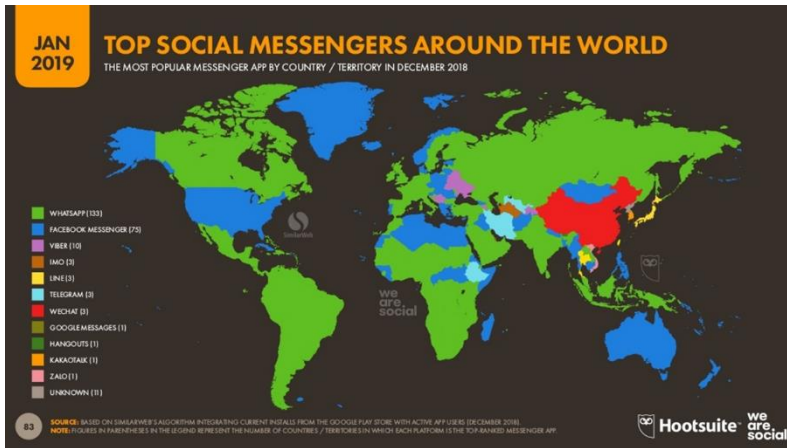 JAN
2019
TOP SOCIAL MESSENGERS AROUND THE WORLD
THE MOST POPULAR MESSENGER APP BY COUNTRY / TERRITORY IN DECEMBER 2018
WHATSAPP (133)
FACEBOOK MESSENGER (75)
VIBER (10)
IMO (3)
LINE (3)
TELEGRAM (3)
WECHAT (3)
GOOGLE MESSAGES (1)
HANGOUTS (1)
KAKAOTALK (1)
ZALO (1)
UNKNOWN (11)
SimilarWeb
we
are
social
83
SOURCE: BASED ON SIMILARWEB'S ALGORITHM INTEGRATING CURRENT INSTALLS FROM THE GOOGLE PLAY STORE WITH ACTIVE APP USERS (DECEMBER 2018).
NOTE: FIGURES IN PARENTHESES IN THE LEGEND REPRESENT THE NUMBER OF COUNTRIES / TERRITORIES IN WHICH EACH PLATFORM IS THE TOP-RANKED MESSENGER APP.
Hootsuite™
we
are
social